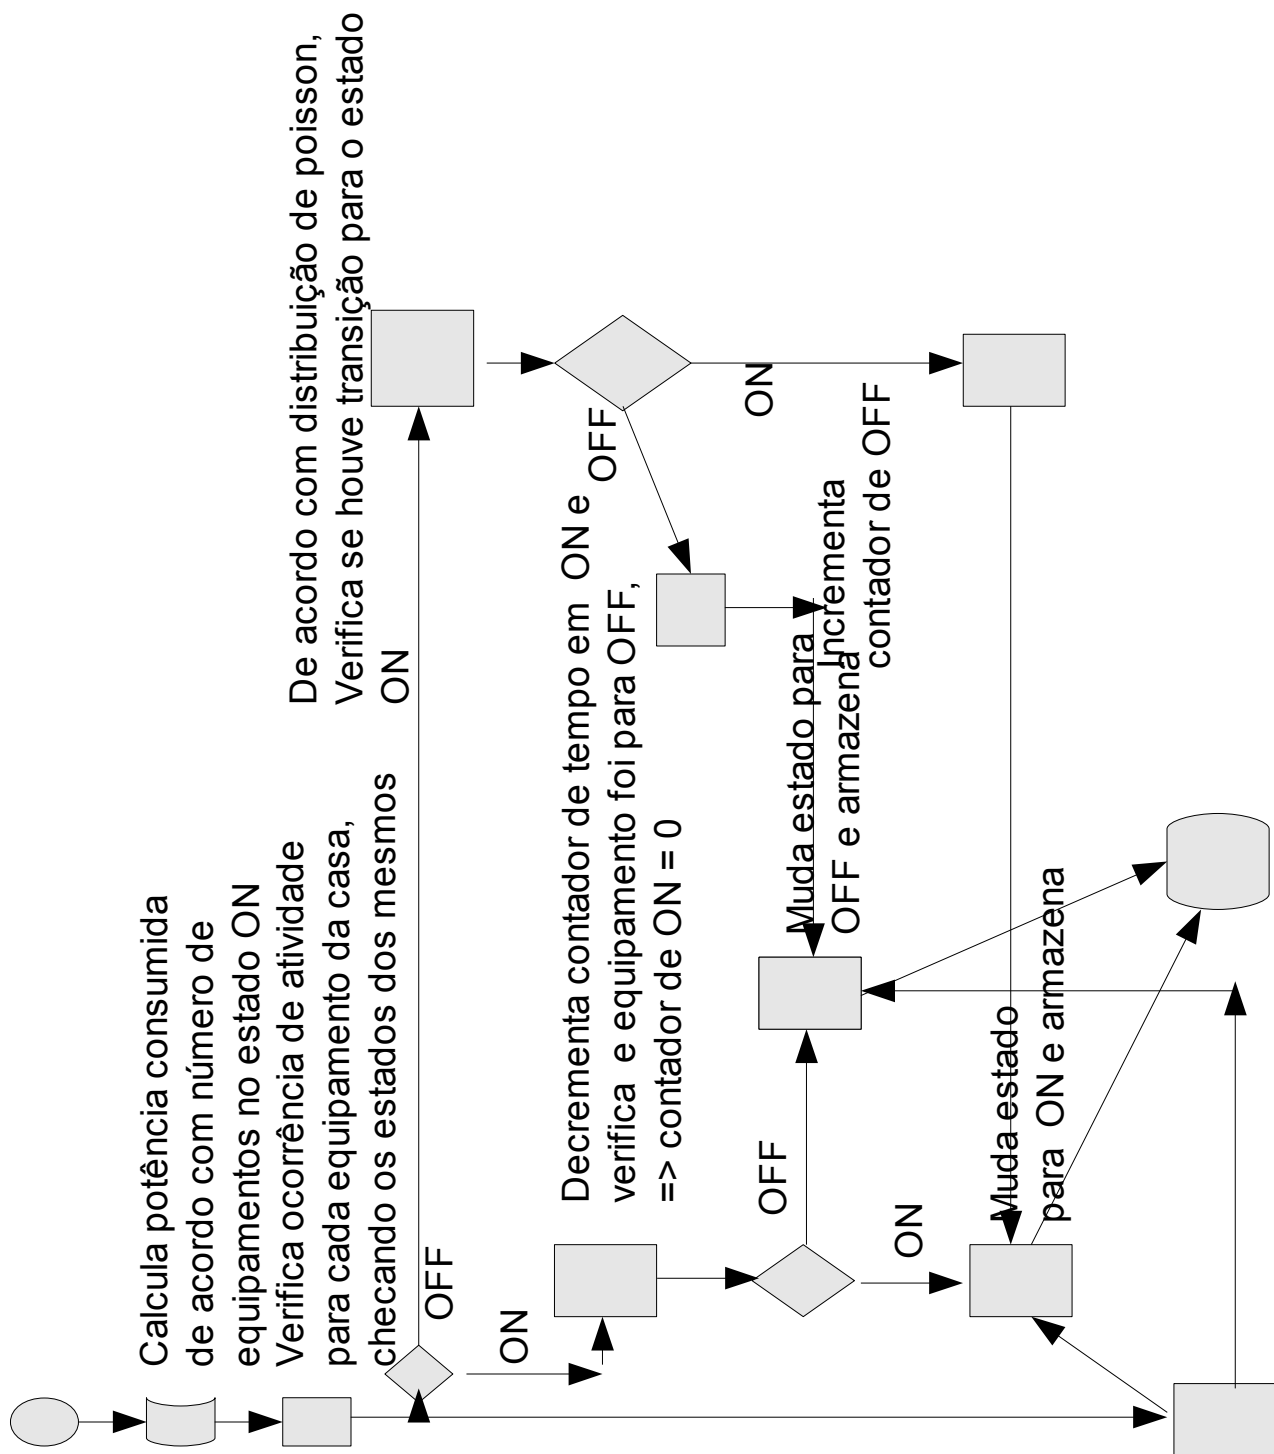 Calcula potência consumida
de acordo com número de
equipamentos no estado ON
Verifica ocorrência de atividade
para cada equipamento da casa,
checando os estados dos mesmos
De acordo com distribuição de poisson,
Verifica se houve transição para o estado
ON
OFF
ON
Decrementa contador de tempo em ON e
verifica e equipamento foi para OFF,
=> contador de ON = 0
OFF
ON
OFF
ON
Muda estado para
OFF e armazena
Incrementa
contador de OFF
Muda estado
para ON e armazena